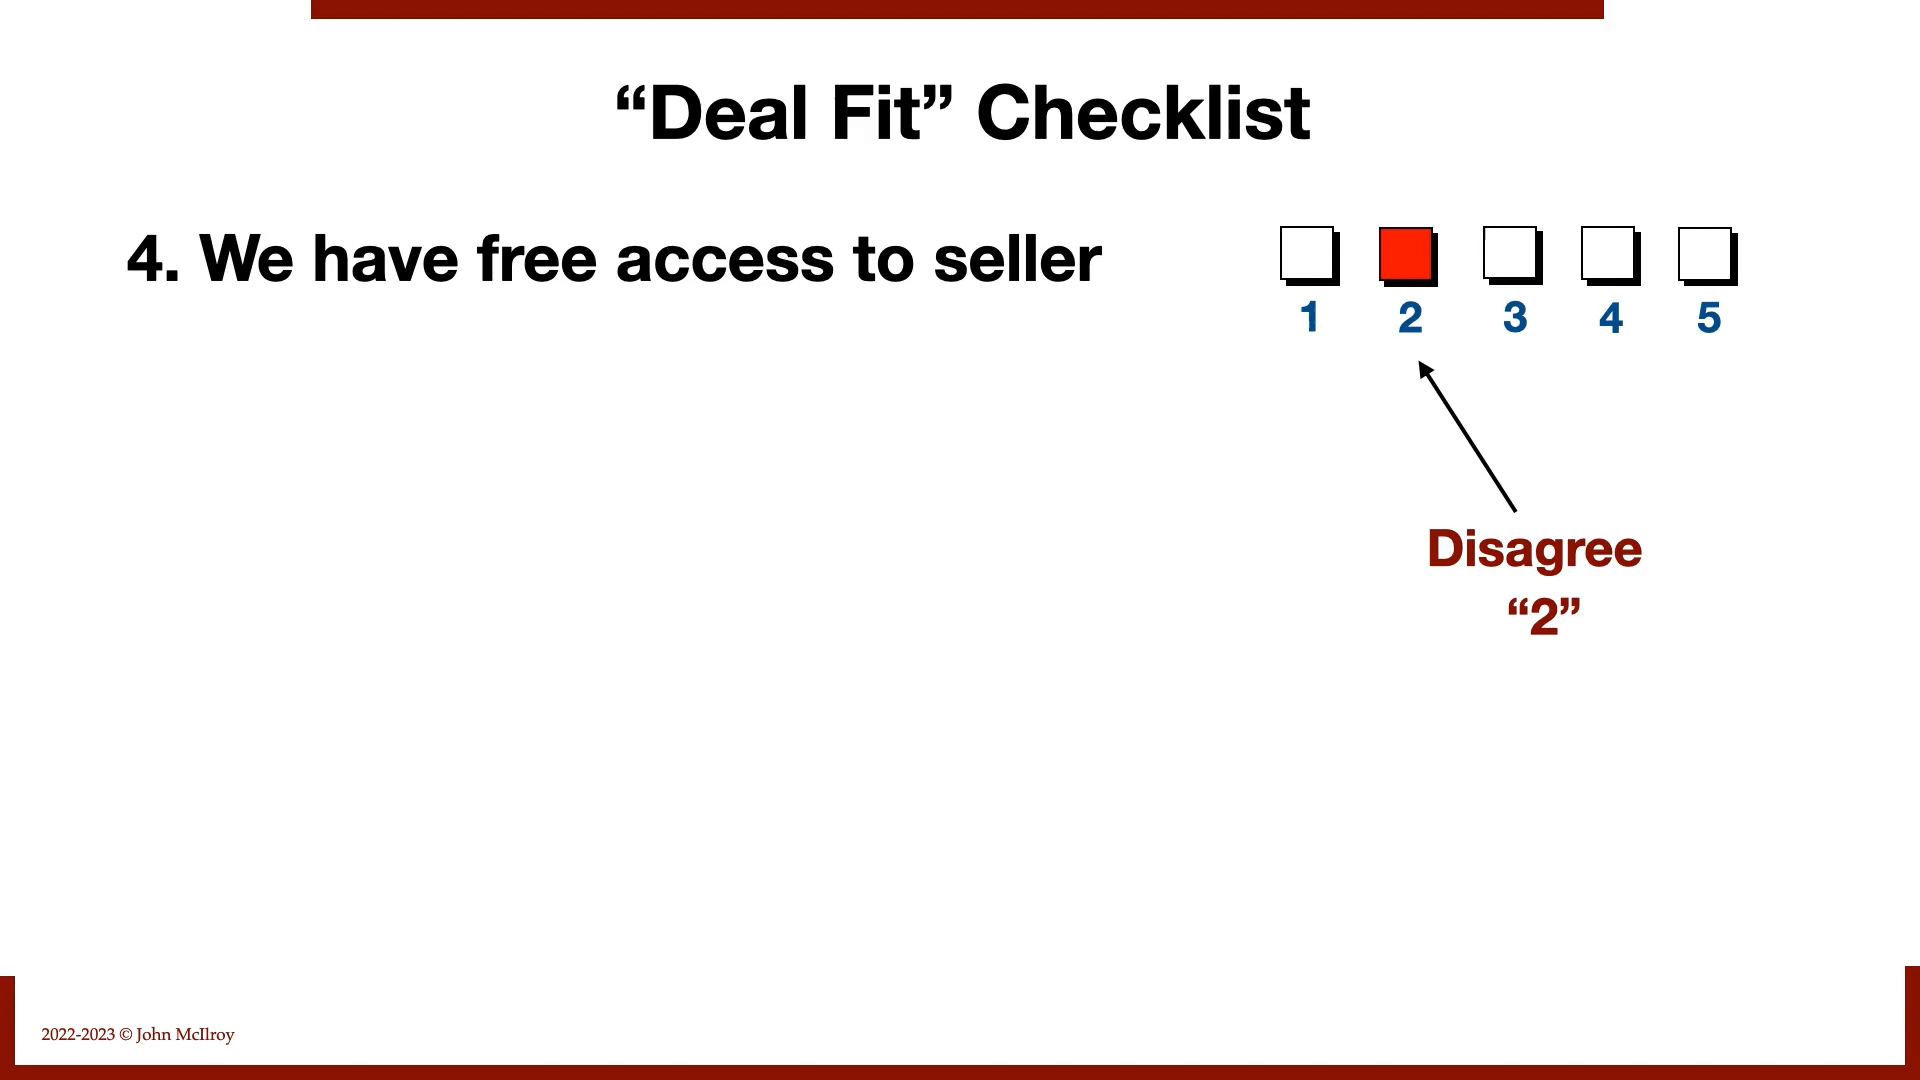 “Deal Fit” Checklist
4. We have free access to seller
1 2 3 4 5
Disagree
“2”
2022-2023 © John McIlroy